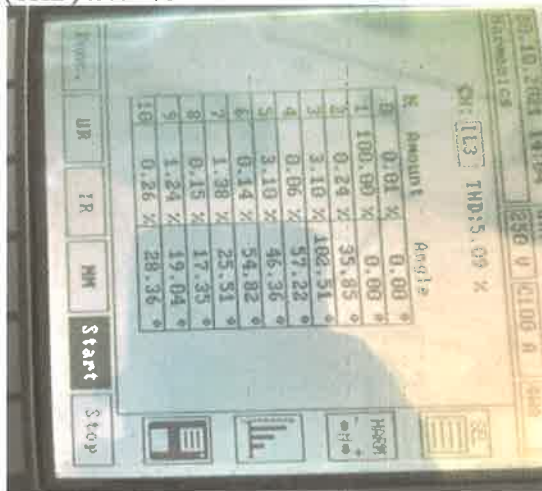 Harmonics
250 V
C100 A
CH: IL3 THD:5.09 %
K Amount Angle
0 0.01 % 0.00 °
1 100.00 % 0.00 °
2 0.24 % 35.85 °
3 3.10 % 102.51 °
4 0.06 % 57.22 °
5 3.10 % 46.36 °
6 0.14 % 54.82 °
7 1.38 % 25.51 °
8 0.15 % 17.35 °
9 1.24 % 19.04 °
10 0.26 % 28.36 °
Func. UR IR MM Start Stop